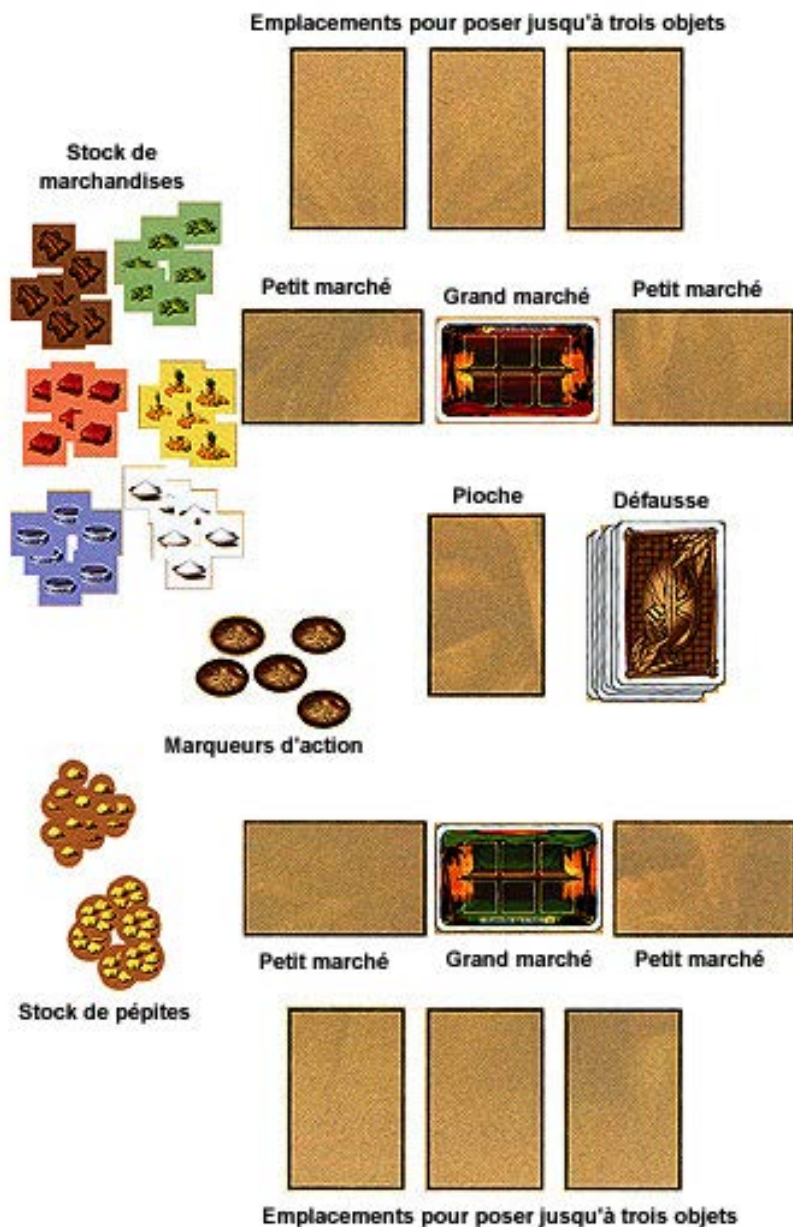 Emplacements pour poser jusqu'à trois objets
Stock de
marchandises
Petit marché
Grand marché
Petit marché
Pioche
Défausse
Marqueurs d'action
Petit marché
Grand marché
Petit marché
Stock de pépites
Emplacements pour poser jusqu'à trois objets